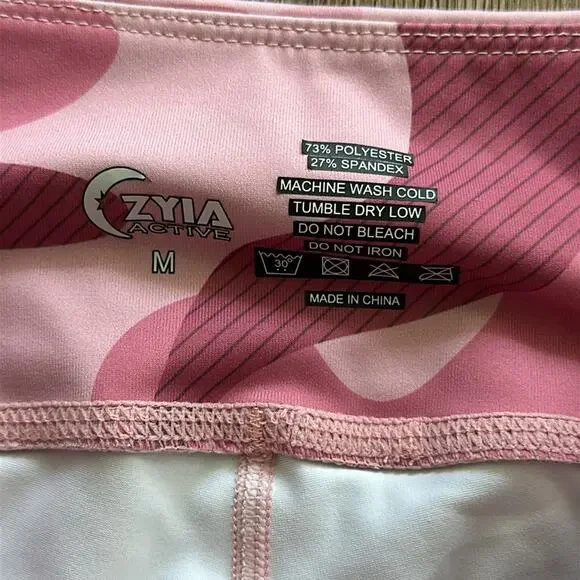 ZYIA
ACTIVE
M
73% POLYESTER
27% SPANDEX
MACHINE WASH COLD
TUMBLE DRY LOW
DO NOT BLEACH
DO NOT IRON
30°
MADE IN CHINA